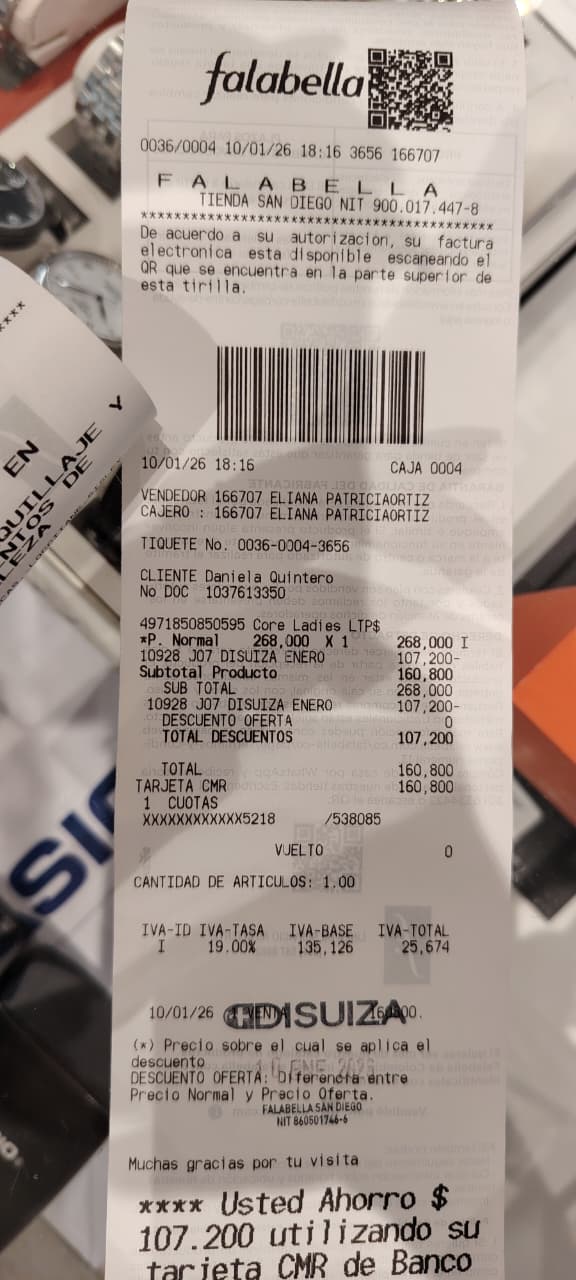 falabella
0036/0004 10/01/26 18:16 3656 166707
F A L A B E L L A
TIENDA SAN DIEGO NIT 900.017.447-8
******************************************
De acuerdo a su autorizacion, su factura
electronica esta disponible escaneando el
QR que se encuentra en la parte superior de
esta tirilla.
10/01/26 18:16 CAJA 0004
VENDEDOR 166707 ELIANA PATRICIAORTIZ
CAJERO : 166707 ELIANA PATRICIAORTIZ
TIQUETE No. 0036-0004-3656
CLIENTE Daniela Quintero
No DOC 1037613350
4971850850595 Core Ladies LTP$
*P. Normal 268,000 X 1 268,000 I
10928 J07 DISUIZA ENERO 107,200-
Subtotal Producto 160,800
SUB TOTAL 268,000
10928 J07 DISUIZA ENERO 107,200-
DESCUENTO OFERTA 0
TOTAL DESCUENTOS 107,200
TOTAL 160,800
TARJETA CMR 160,800
1 CUOTAS
XXXXXXXXXXXX5218 /538085
VUELTO 0
CANTIDAD DE ARTICULOS: 1.00
IVA-ID IVA-TASA IVA-BASE IVA-TOTAL
I 19.00% 135,126 25,674
10/01/26 VENTA
DISUIZA
(*) Precio sobre el cual se aplica el
descuento
10 ENE 2026
DESCUENTO OFERTA: Diferencia entre
Precio Normal y Precio Oferta.
FALABELLA SAN DIEGO
NIT 860501746-6
Muchas gracias por tu visita
**** Usted Ahorro $
107.200 utilizando su
tarjeta CMR de Banco
EN